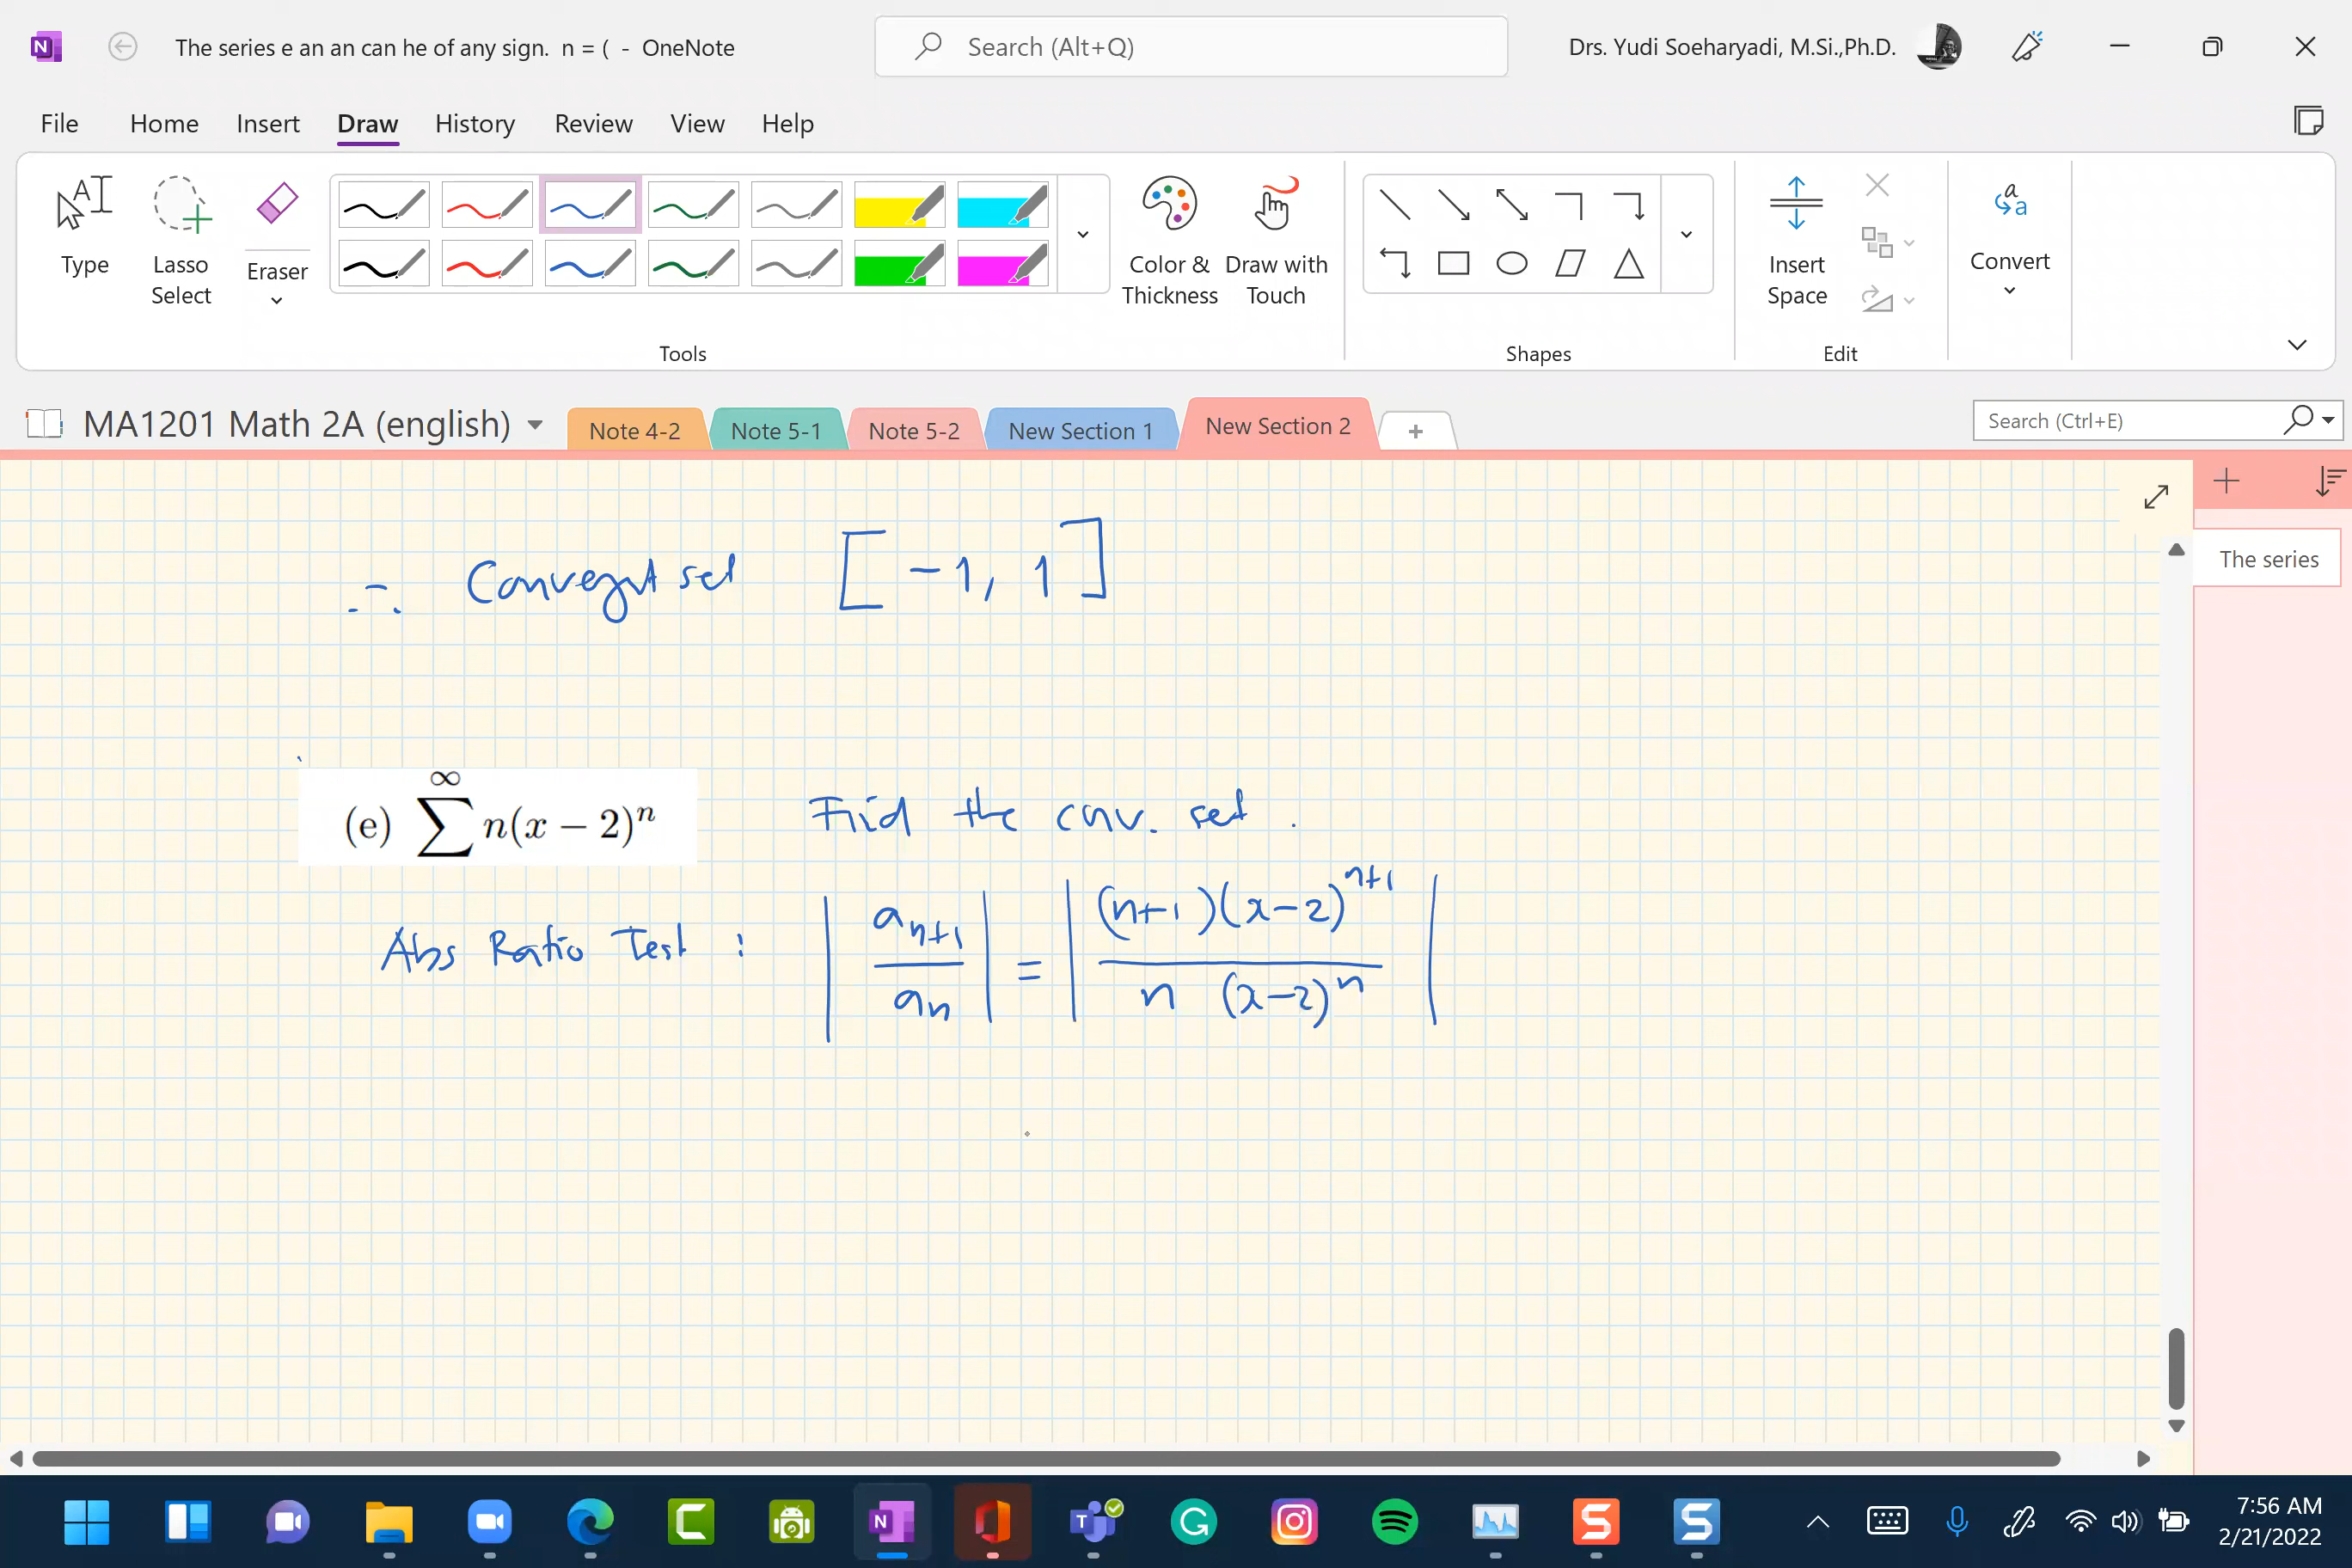 The series e an an can he of any sign. n = ( - OneNote
Search (Alt+Q)
Drs. Yudi Soeharyadi, M.Si.,Ph.D.
File Home Insert Draw History Review View Help
Type
Lasso Select
Eraser
Color & Thickness
Draw with Touch
Insert Space
Convert
Tools
Shapes
Edit
MA1201 Math 2A (english)
Note 4-2
Note 5-1
Note 5-2
New Section 1
New Section 2
Search (Ctrl+E)
The series
∴ Convergnt set [-1, 1]
(e) ∑^∞ n(x − 2)^n
Find the conv. set.
Abs Ratio Test : |a_{n+1}/a_n| = |(n+1)(x-2)^{n+1} / n (x-2)^n|
7:56 AM
2/21/2022